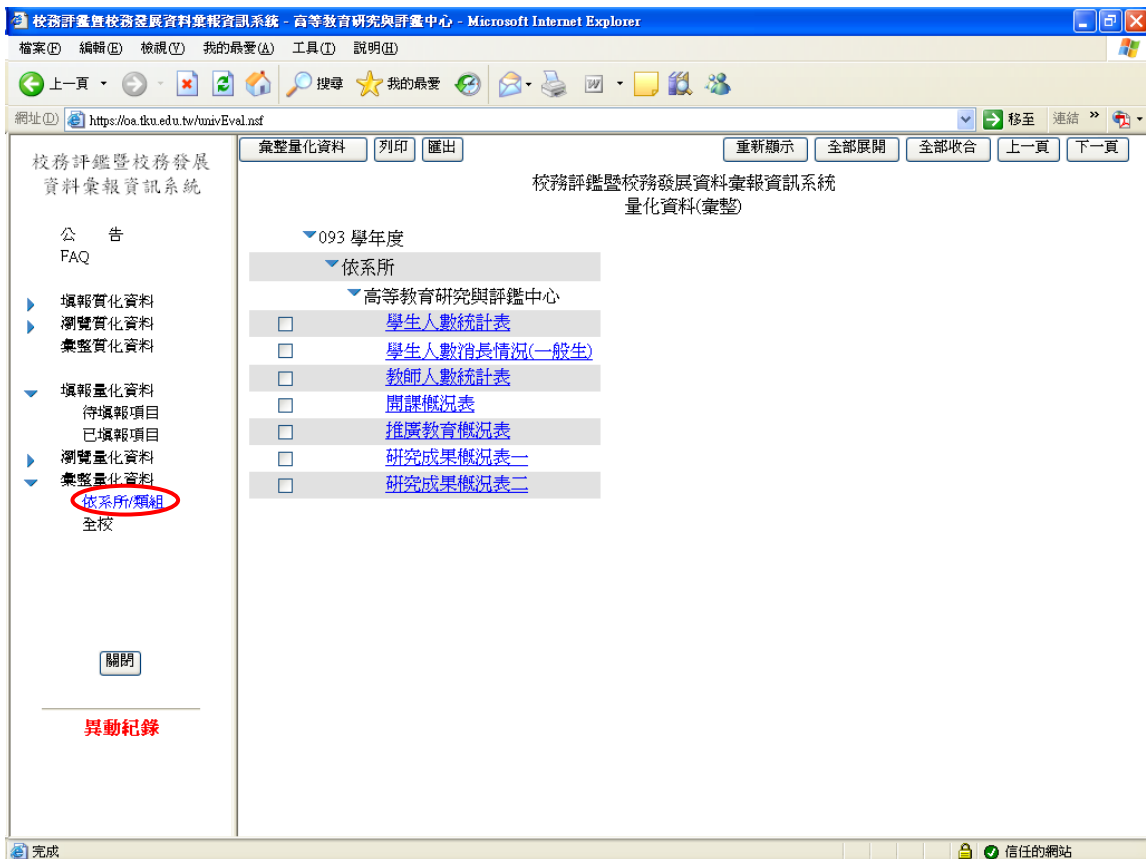 校務評鑑暨校務發展資料彙報資訊系統 - 高等教育研究與評鑑中心 - Microsoft Internet Explorer
檔案(F) 編輯(E) 檢視(V) 我的最愛(A) 工具(T) 說明(H)
上一頁 搜尋 我的最愛
網址(D) https://oa.tku.edu.tw/univEval.nsf 移至 連結 »
彙整量化資料 列印 匯出 重新顯示 全部展開 全部收合 上一頁 下一頁
校務評鑑暨校務發展
資料彙報資訊系統
公 告
FAQ
填報質化資料
瀏覽質化資料
彙整質化資料
填報量化資料
待填報項目
已填報項目
瀏覽量化資料
彙整量化資料
依系所/類組
全校
關閉
異動紀錄
校務評鑑暨校務發展資料彙報資訊系統
量化資料(彙整)
093 學年度
依系所
高等教育研究與評鑑中心
學生人數統計表
學生人數消長情況(一般生)
教師人數統計表
開課概況表
推廣教育概況表
研究成果概況表一
研究成果概況表二
完成 信任的網站